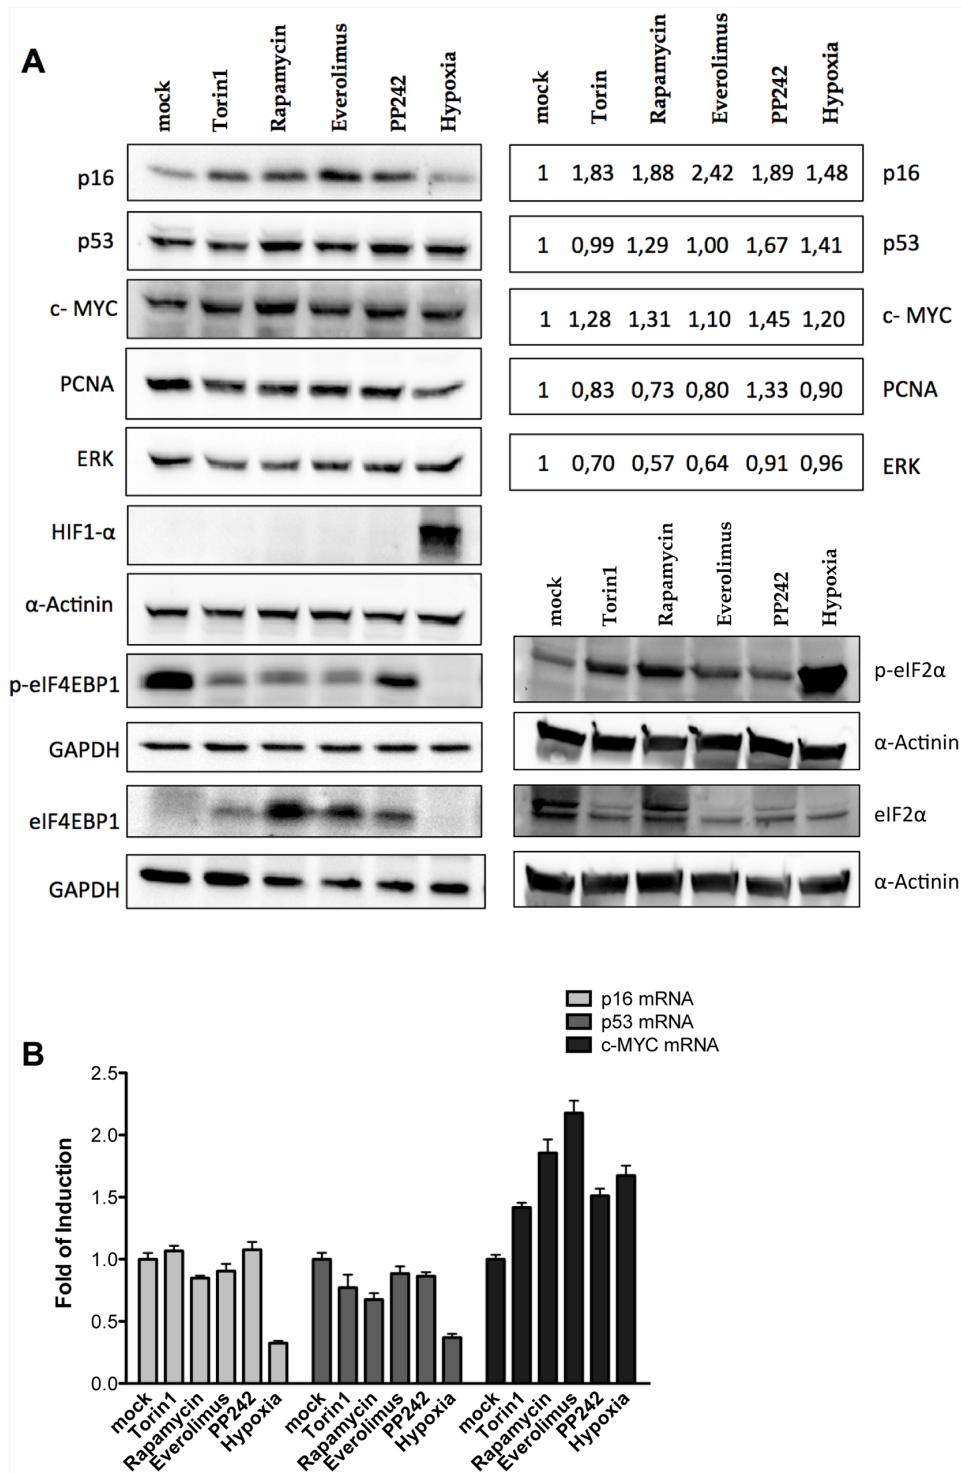 A
mock Torin1 Rapamycin Everolimus PP242 Hypoxia
p16
p53
c- MYC
PCNA
ERK
HIF1-α
α-Actinin
p-eIF4EBP1
GAPDH
eIF4EBP1
GAPDH
mock Torin Rapamycin Everolimus PP242 Hypoxia
1 1,83 1,88 2,42 1,89 1,48 p16
1 0,99 1,29 1,00 1,67 1,41 p53
1 1,28 1,31 1,10 1,45 1,20 c- MYC
1 0,83 0,73 0,80 1,33 0,90 PCNA
1 0,70 0,57 0,64 0,91 0,96 ERK
mock Torin1 Rapamycin Everolimus PP242 Hypoxia
p-eIF2α
α-Actinin
eIF2α
α-Actinin
B
p16 mRNA
p53 mRNA
c-MYC mRNA
Fold of Induction
2.5
2.0
1.5
1.0
0.5
0.0
mock Torin1 Rapamycin Everolimus PP242 Hypoxia mock Torin1 Rapamycin Everolimus PP242 Hypoxia mock Torin1 Rapamycin Everolimus PP242 Hypoxia